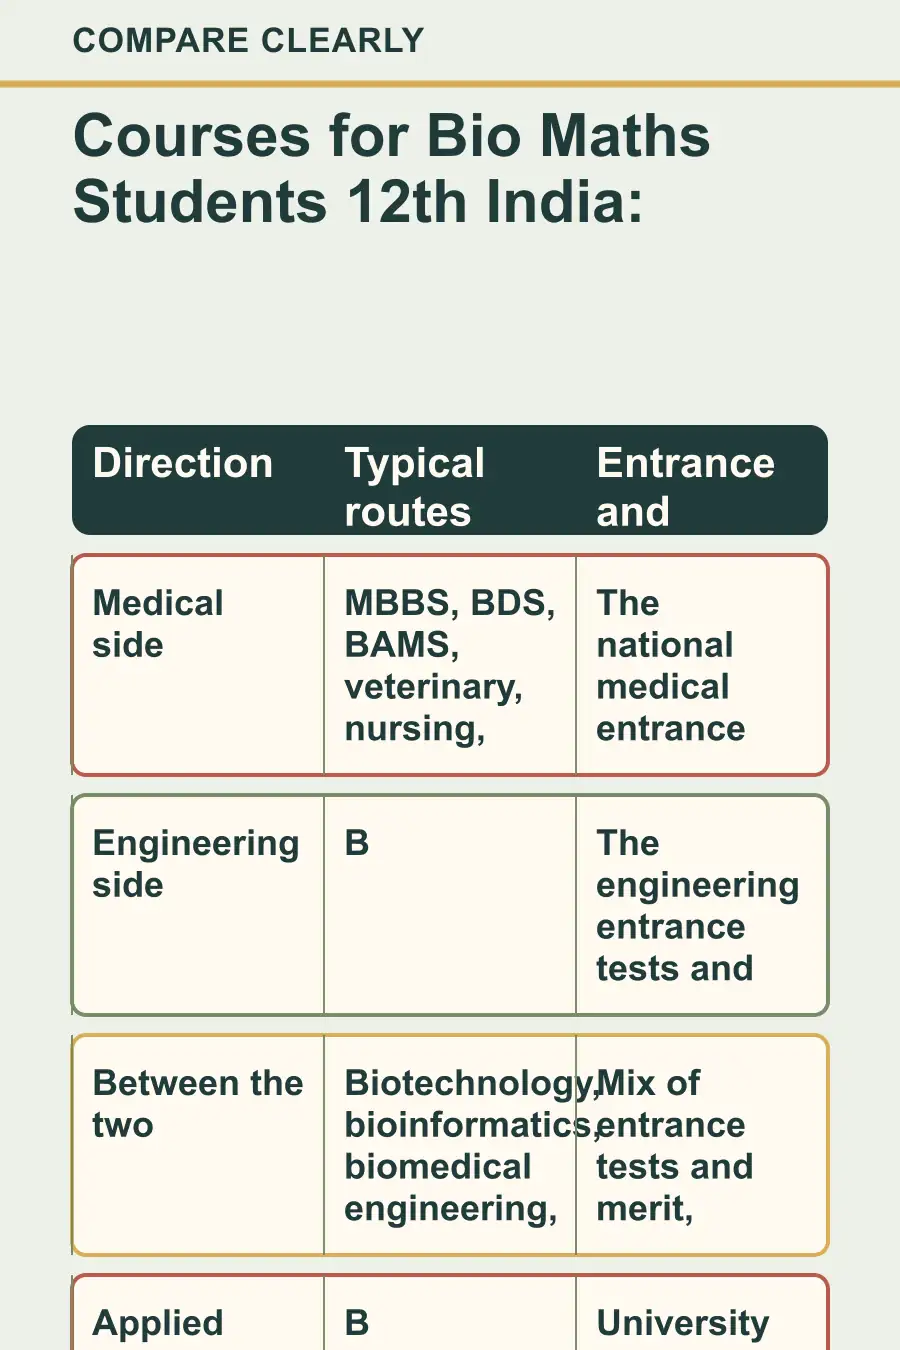 COMPARE CLEARLY
Courses for Bio Maths
Students 12th India:
Direction
Typical
routes
Entrance
and
Medical
side
MBBS, BDS,
BAMS,
veterinary,
nursing,
The
national
medical
entrance
Engineering
side
B
The
engineering
entrance
tests and
Between the
two
Biotechnology,
bioinformatics,
biomedical
engineering,
Mix of
entrance
tests and
merit,
Applied
B
University